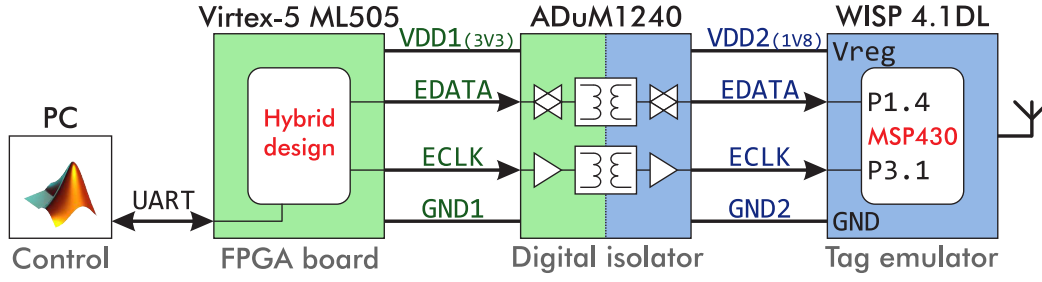 Virtex-5 ML505
ADuM1240
WISP 4.1DL
VDD1(3V3)
VDD2(1V8)
Vreg
EDATA
EDATA
P1.4
PC
Hybrid
design
MSP430
ECLK
ECLK
P3.1
UART
GND1
GND2
GND
Control
FPGA board
Digital isolator
Tag emulator